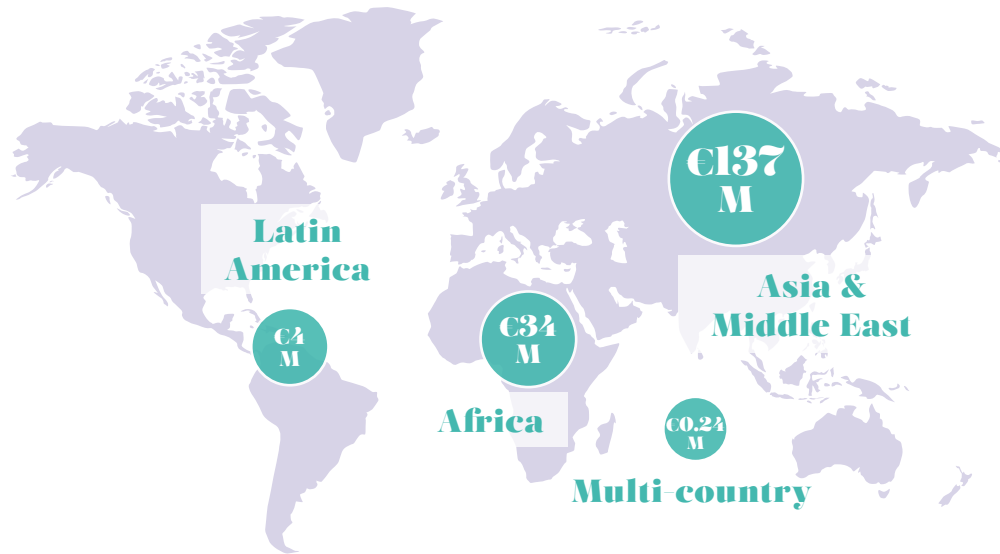 €137
M
Latin
America
Asia &
Middle East
€4
M
€34
M
Africa
€0.24
M
Multi-country